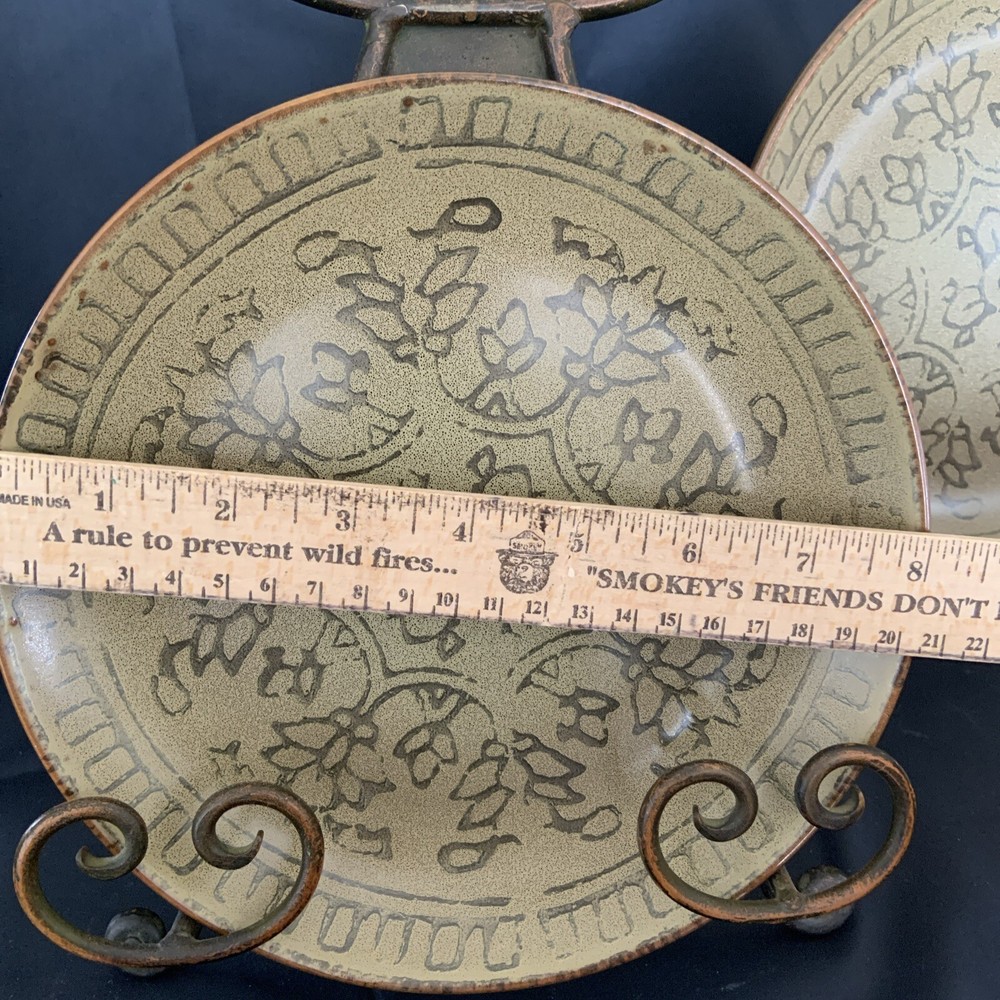 MADE IN USA 1 2 3 4 5 6 7 8
A rule to prevent wild fires... SMOKEY "SMOKEY'S FRIENDS DON'T
1 2 3 4 5 6 7 8 9 10 11 12 13 14 15 16 17 18 19 20 21 22